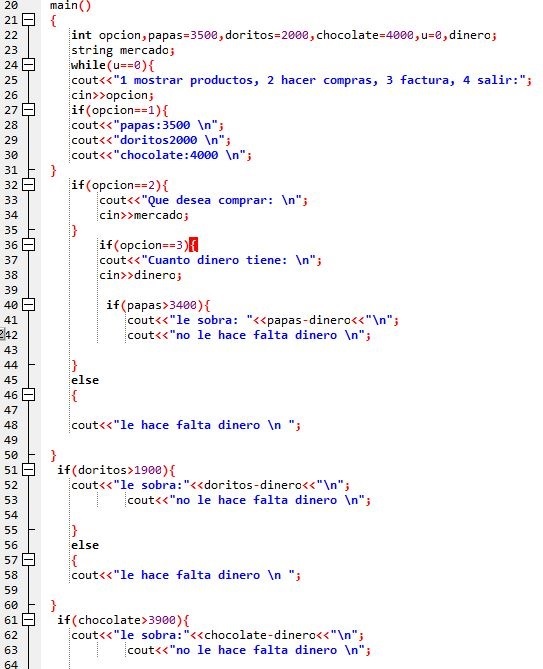 20 main()
21 {
22 int opcion,papas=3500,doritos=2000,chocolate=4000,u=0,dinero;
23 string mercado;
24 while(u==0){
25 cout<<"1 mostrar productos, 2 hacer compras, 3 factura, 4 salir:";
26 cin>>opcion;
27 if(opcion==1){
28 cout<<"papas:3500 \n";
29 cout<<"doritos2000 \n";
30 cout<<"chocolate:4000 \n";
31 }
32 if(opcion==2){
33 cout<<"Que desea comprar: \n";
34 cin>>mercado;
35 }
36 if(opcion==3){
37 cout<<"Cuanto dinero tiene: \n";
38 cin>>dinero;
39
40 if(papas>3400){
41 cout<<"le sobra: "<<papas-dinero<<"\n";
42 cout<<"no le hace falta dinero \n";
43
44 }
45 else
46 {
47
48 cout<<"le hace falta dinero \n ";
49
50 }
51 if(doritos>1900){
52 cout<<"le sobra:"<<doritos-dinero<<"\n";
53 cout<<"no le hace falta dinero \n";
54
55 }
56 else
57 {
58 cout<<"le hace falta dinero \n ";
59
60 }
61 if(chocolate>3900){
62 cout<<"le sobra:"<<chocolate-dinero<<"\n";
63 cout<<"no le hace falta dinero \n";
64